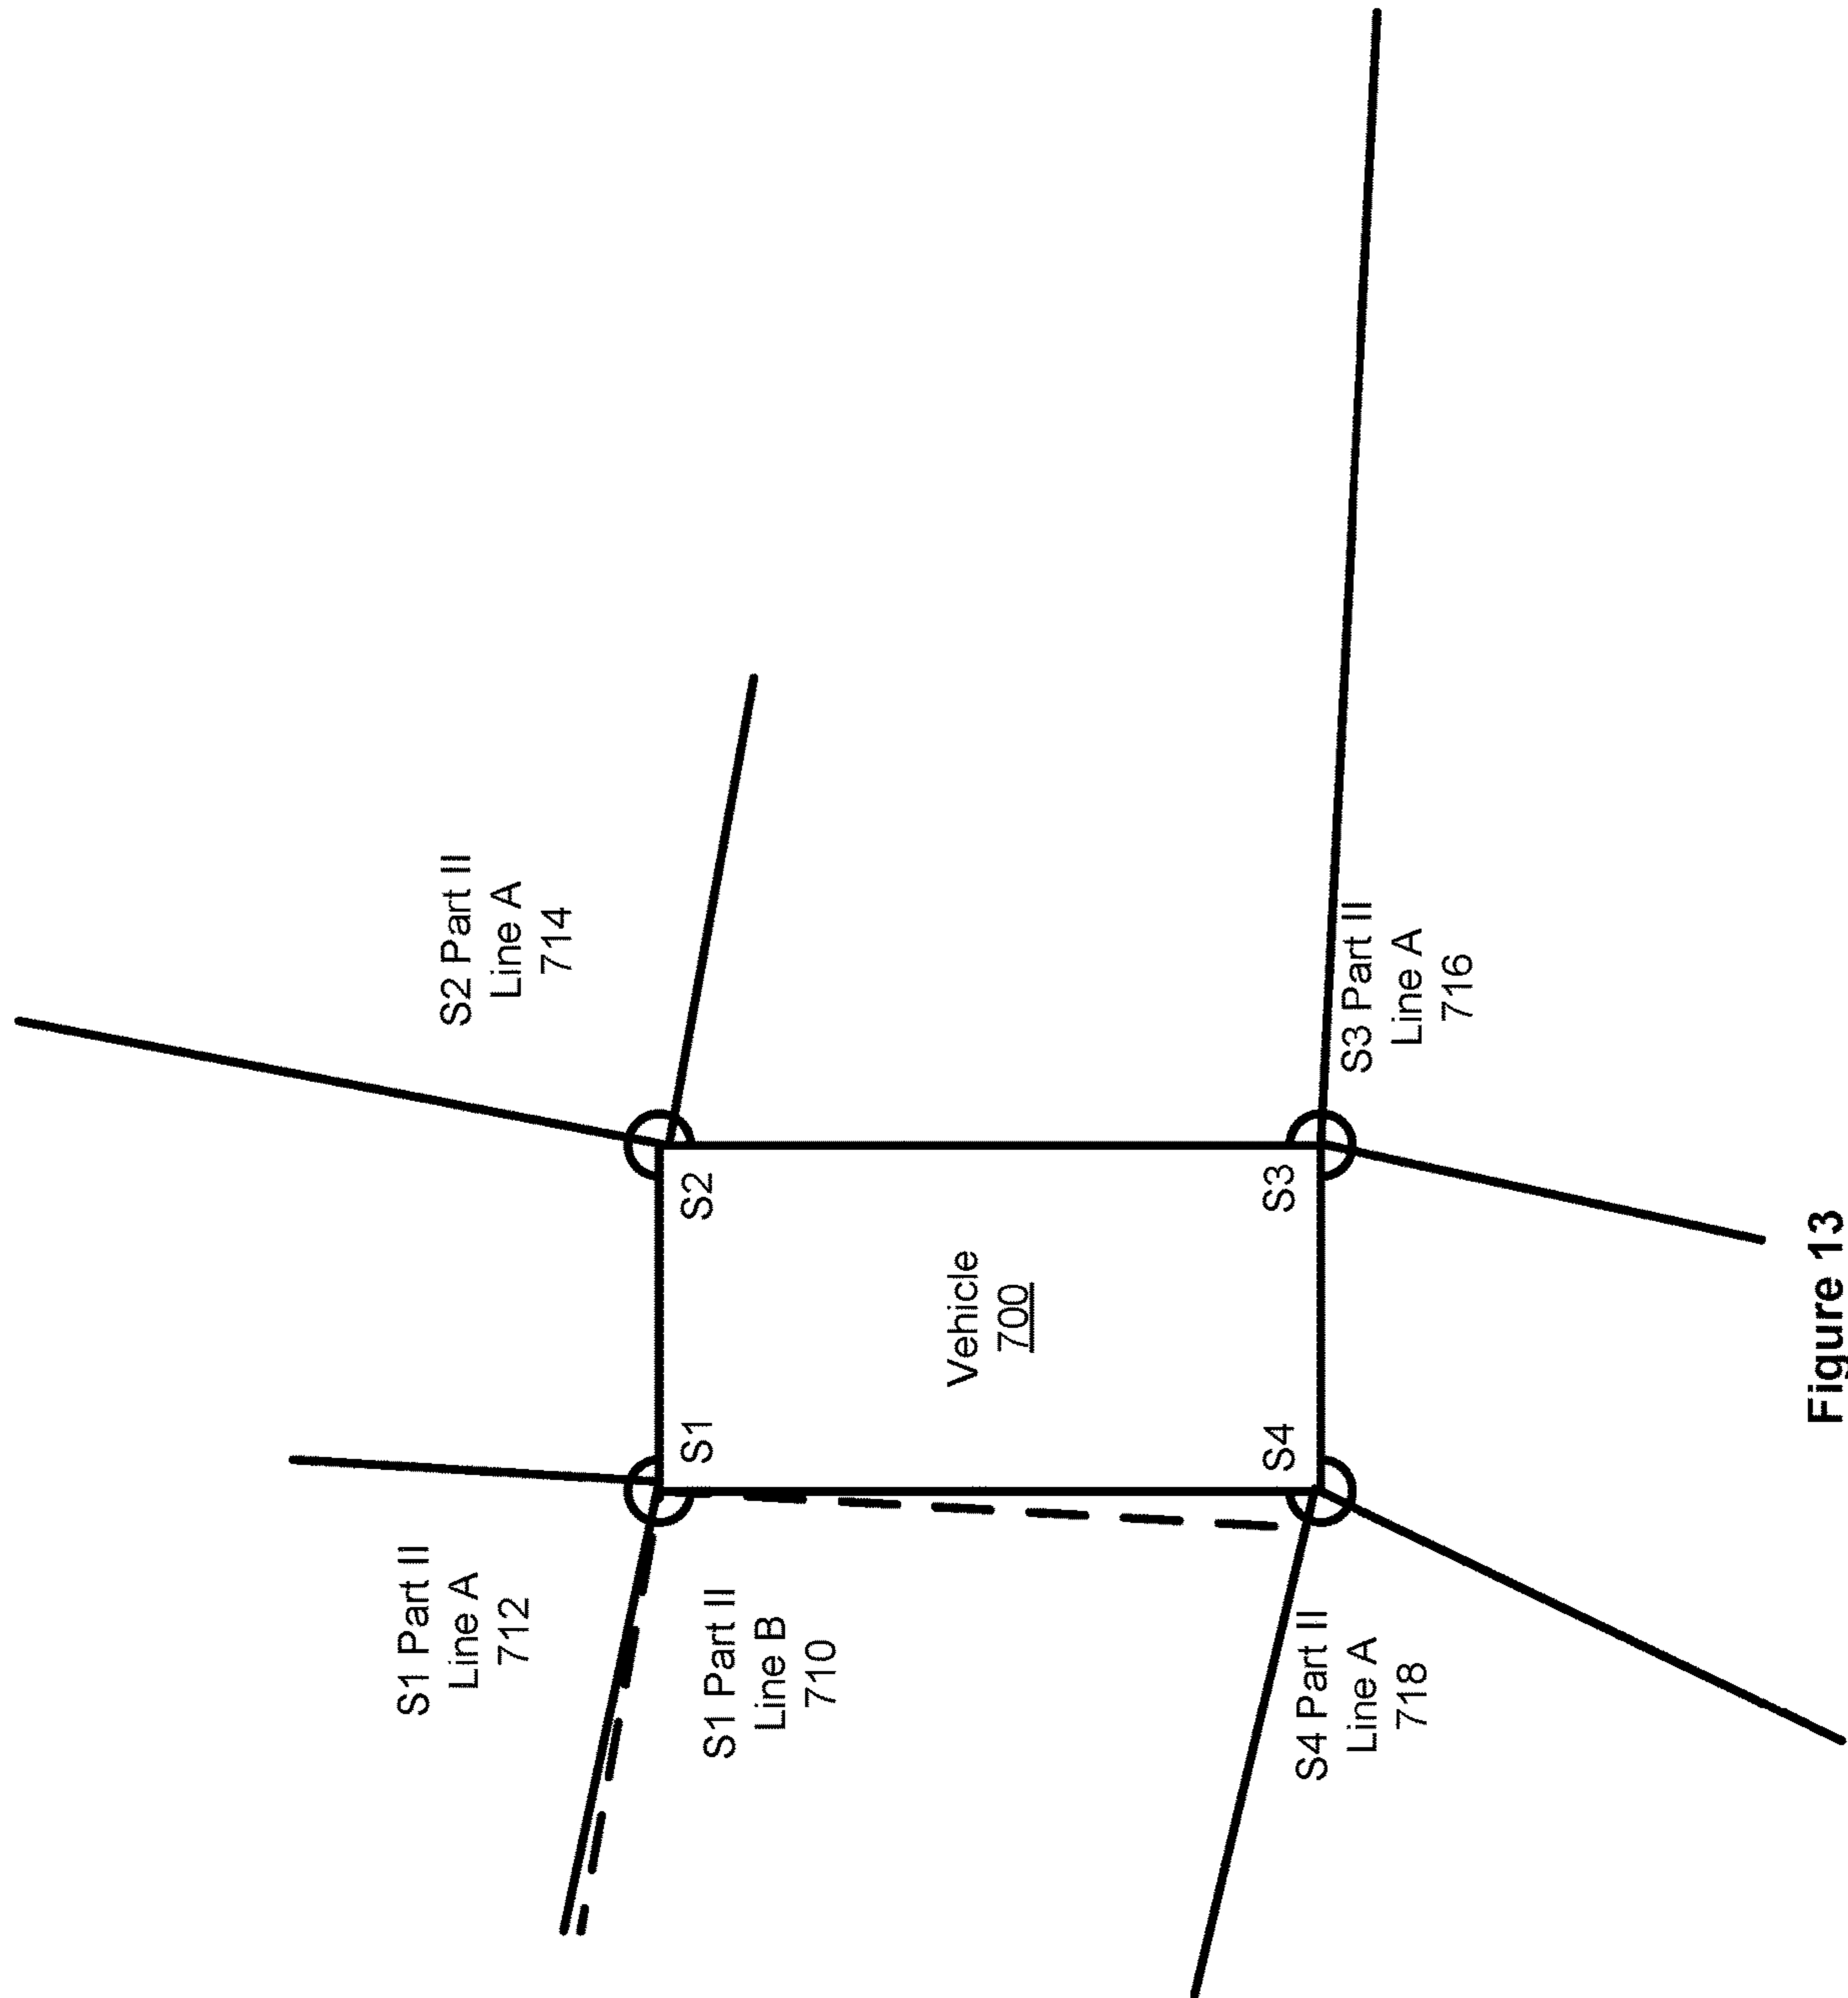 S1 Part II
Line A
712
S2 Part II
Line A
714
S1 Part II
Line B
710
S1
S2
Vehicle
700
S4
S3
S4 Part II
Line A
718
S3 Part II
Line A
716
Figure 13